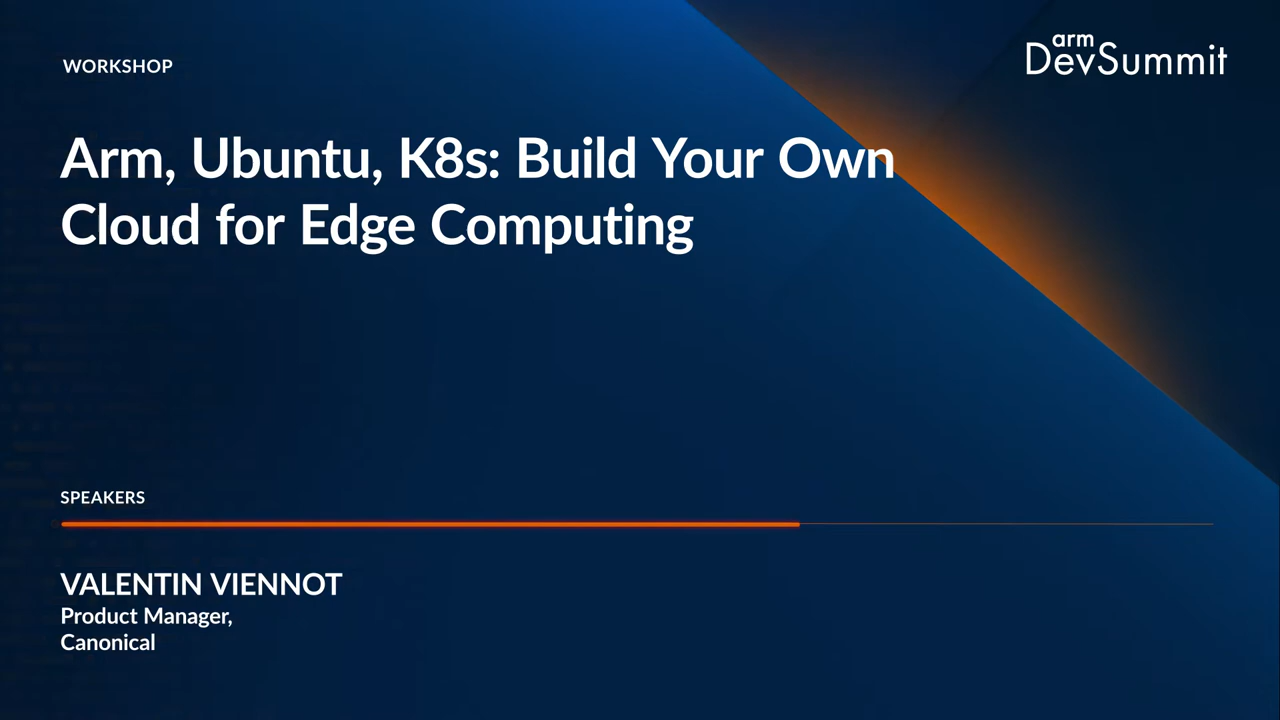 WORKSHOP
arm
DevSummit
Arm, Ubuntu, K8s: Build Your Own
Cloud for Edge Computing
SPEAKERS
VALENTIN VIENNOT
Product Manager,
Canonical